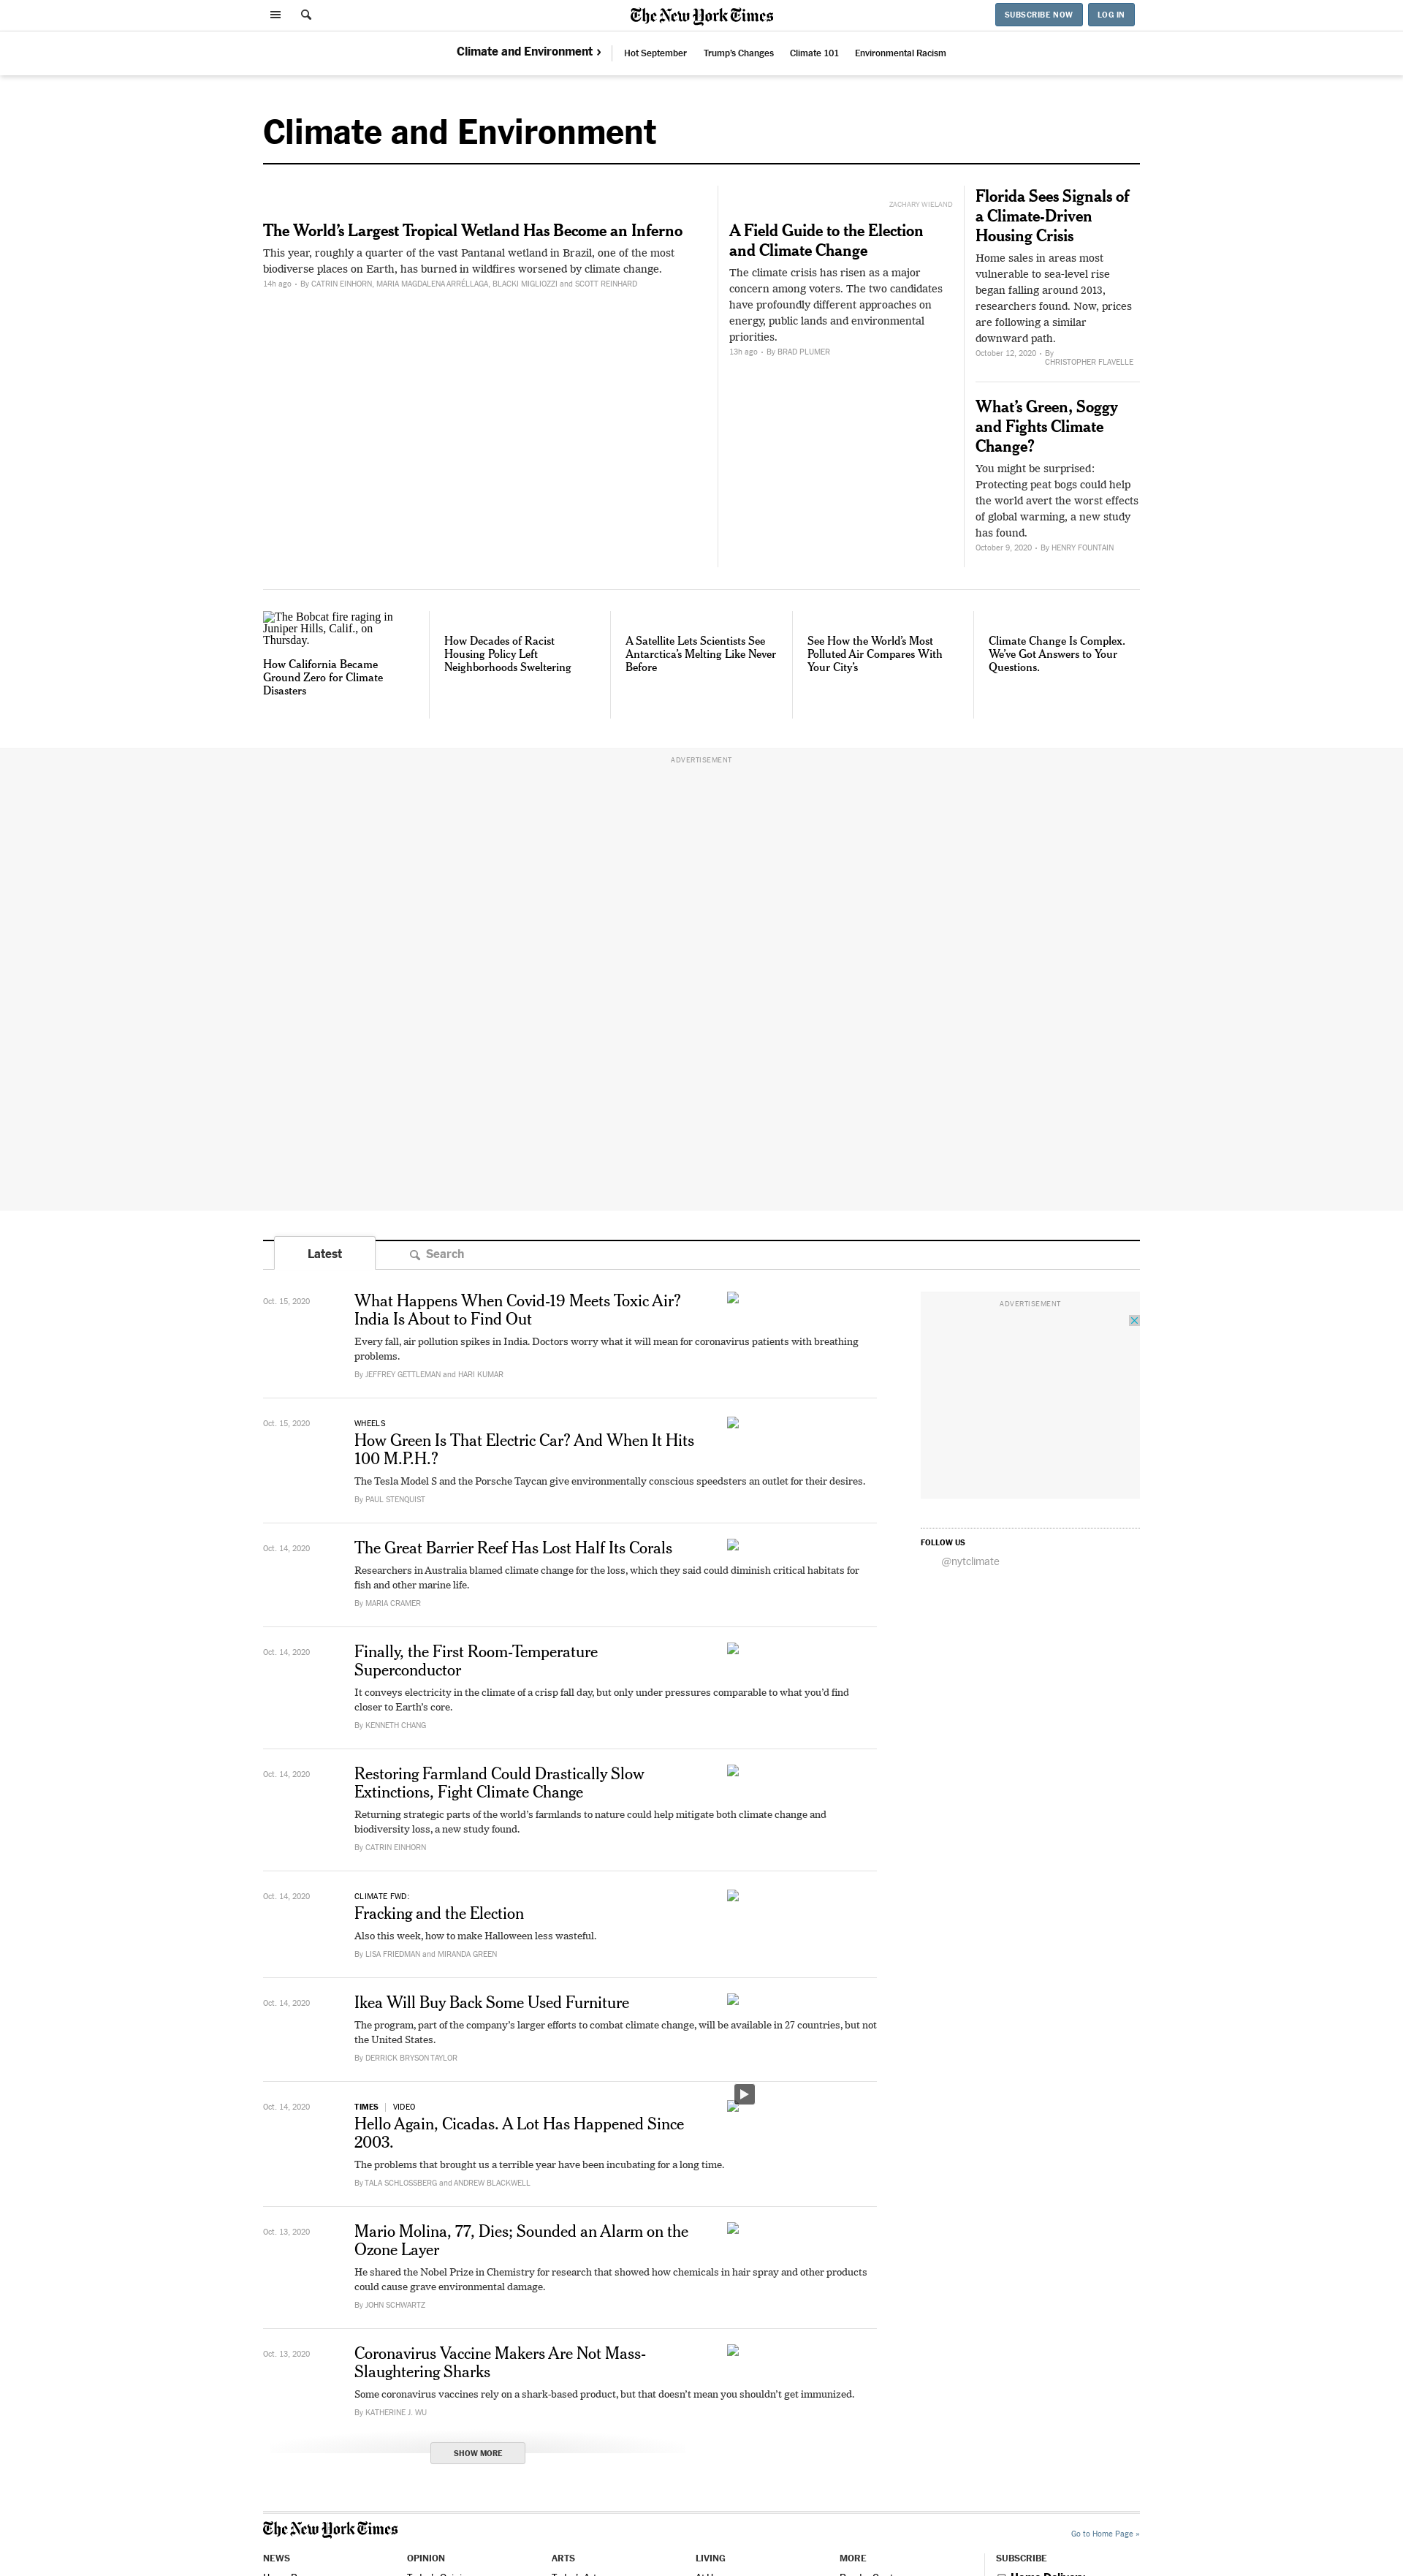 The New York Times
SUBSCRIBE NOW
LOG IN
Climate and Environment ›
Hot September
Trump's Changes
Climate 101
Environmental Racism
Climate and Environment
The World's Largest Tropical Wetland Has Become an Inferno
This year, roughly a quarter of the vast Pantanal wetland in Brazil, one of the most
biodiverse places on Earth, has burned in wildfires worsened by climate change.
14h ago • By CATRIN EINHORN, MARIA MAGDALENA ARRÉLLAGA, BLACKI MIGLIOZZI and SCOTT REINHARD
ZACHARY WIELAND
A Field Guide to the Election
and Climate Change
The climate crisis has risen as a major
concern among voters. The two candidates
have profoundly different approaches on
energy, public lands and environmental
priorities.
13h ago • By BRAD PLUMER
Florida Sees Signals of
a Climate-Driven
Housing Crisis
Home sales in areas most
vulnerable to sea-level rise
began falling around 2013,
researchers found. Now, prices
are following a similar
downward path.
October 12, 2020 • By
CHRISTOPHER FLAVELLE
What's Green, Soggy
and Fights Climate
Change?
You might be surprised:
Protecting peat bogs could help
the world avert the worst effects
of global warming, a new study
has found.
October 9, 2020 • By HENRY FOUNTAIN
The Bobcat fire raging in
Juniper Hills, Calif., on
Thursday.
How California Became
Ground Zero for Climate
Disasters
How Decades of Racist
Housing Policy Left
Neighborhoods Sweltering
A Satellite Lets Scientists See
Antarctica's Melting Like Never
Before
See How the World's Most
Polluted Air Compares With
Your City's
Climate Change Is Complex.
We've Got Answers to Your
Questions.
ADVERTISEMENT
Latest
Search
Oct. 15, 2020
What Happens When Covid-19 Meets Toxic Air?
India Is About to Find Out
Every fall, air pollution spikes in India. Doctors worry what it will mean for coronavirus patients with breathing
problems.
By JEFFREY GETTLEMAN and HARI KUMAR
ADVERTISEMENT
Oct. 15, 2020
WHEELS
How Green Is That Electric Car? And When It Hits
100 M.P.H.?
The Tesla Model S and the Porsche Taycan give environmentally conscious speedsters an outlet for their desires.
By PAUL STENQUIST
FOLLOW US
@nytclimate
Oct. 14, 2020
The Great Barrier Reef Has Lost Half Its Corals
Researchers in Australia blamed climate change for the loss, which they said could diminish critical habitats for
fish and other marine life.
By MARIA CRAMER
Oct. 14, 2020
Finally, the First Room-Temperature
Superconductor
It conveys electricity in the climate of a crisp fall day, but only under pressures comparable to what you'd find
closer to Earth's core.
By KENNETH CHANG
Oct. 14, 2020
Restoring Farmland Could Drastically Slow
Extinctions, Fight Climate Change
Returning strategic parts of the world's farmlands to nature could help mitigate both climate change and
biodiversity loss, a new study found.
By CATRIN EINHORN
Oct. 14, 2020
CLIMATE FWD:
Fracking and the Election
Also this week, how to make Halloween less wasteful.
By LISA FRIEDMAN and MIRANDA GREEN
Oct. 14, 2020
Ikea Will Buy Back Some Used Furniture
The program, part of the company's larger efforts to combat climate change, will be available in 27 countries, but not
the United States.
By DERRICK BRYSON TAYLOR
Oct. 14, 2020
TIMES | VIDEO
Hello Again, Cicadas. A Lot Has Happened Since
2003.
The problems that brought us a terrible year have been incubating for a long time.
By TALA SCHLOSSBERG and ANDREW BLACKWELL
Oct. 13, 2020
Mario Molina, 77, Dies; Sounded an Alarm on the
Ozone Layer
He shared the Nobel Prize in Chemistry for research that showed how chemicals in hair spray and other products
could cause grave environmental damage.
By JOHN SCHWARTZ
Oct. 13, 2020
Coronavirus Vaccine Makers Are Not Mass-
Slaughtering Sharks
Some coronavirus vaccines rely on a shark-based product, but that doesn't mean you shouldn't get immunized.
By KATHERINE J. WU
SHOW MORE
The New York Times
Go to Home Page »
NEWS
OPINION
ARTS
LIVING
MORE
SUBSCRIBE